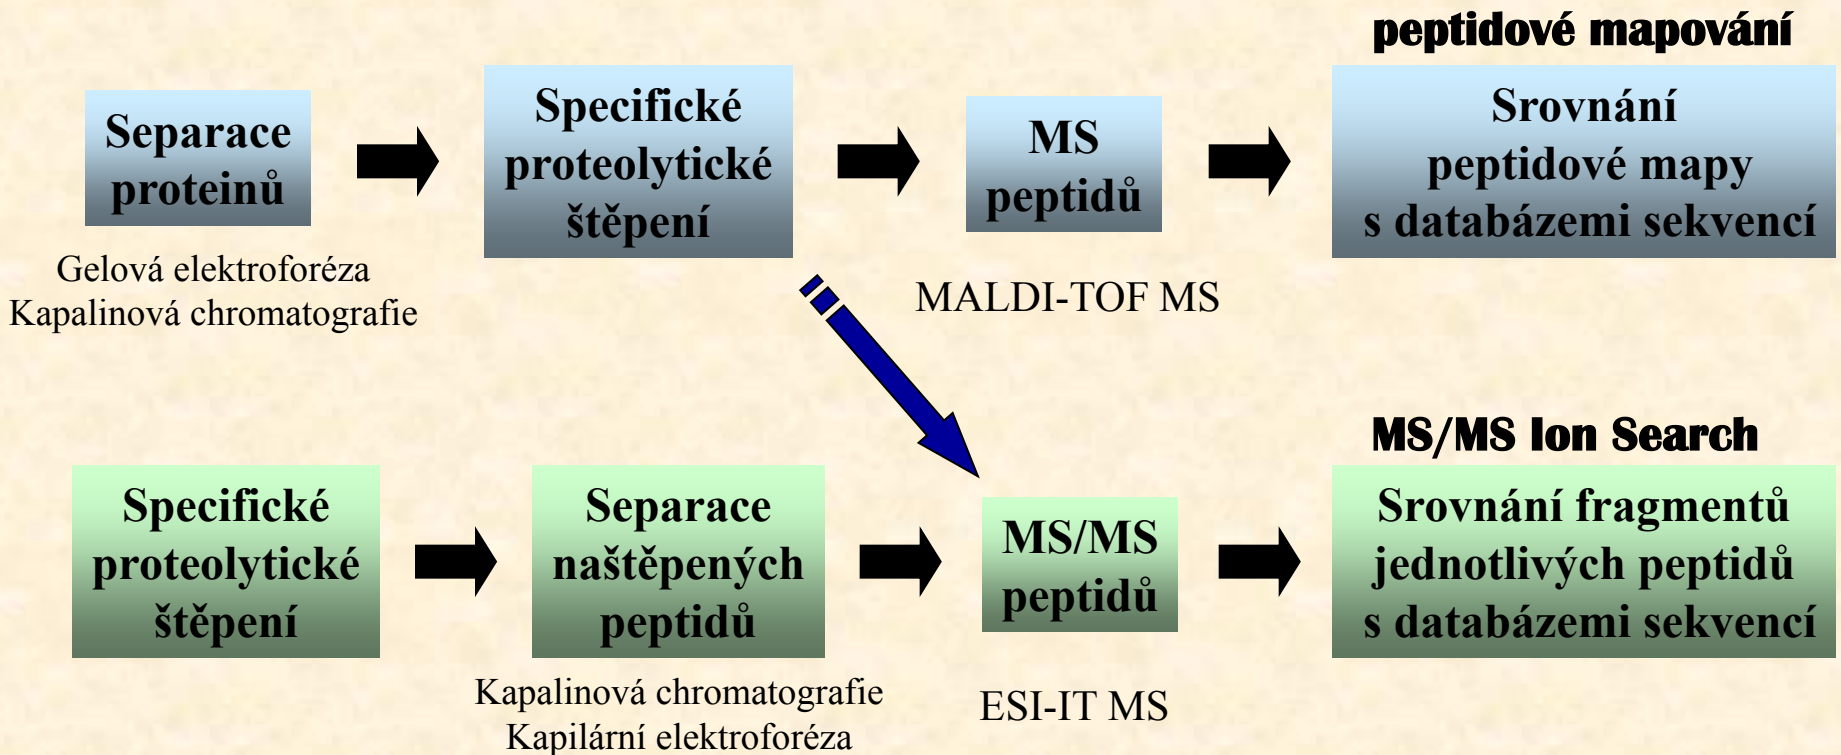 peptidové mapování
Separace
proteinů
Specifické
proteolytické
štěpení
MS
peptidů
Srovnání
peptidové mapy
s databázemi sekvencí
Gelová elektroforéza
Kapalinová chromatografie
MALDI-TOF MS
MS/MS Ion Search
Specifické
proteolytické
štěpení
Separace
naštěpených
peptidů
MS/MS
peptidů
Srovnání fragmentů
jednotlivých peptidů
s databázemi sekvencí
Kapalinová chromatografie
Kapilární elektroforéza
ESI-IT MS